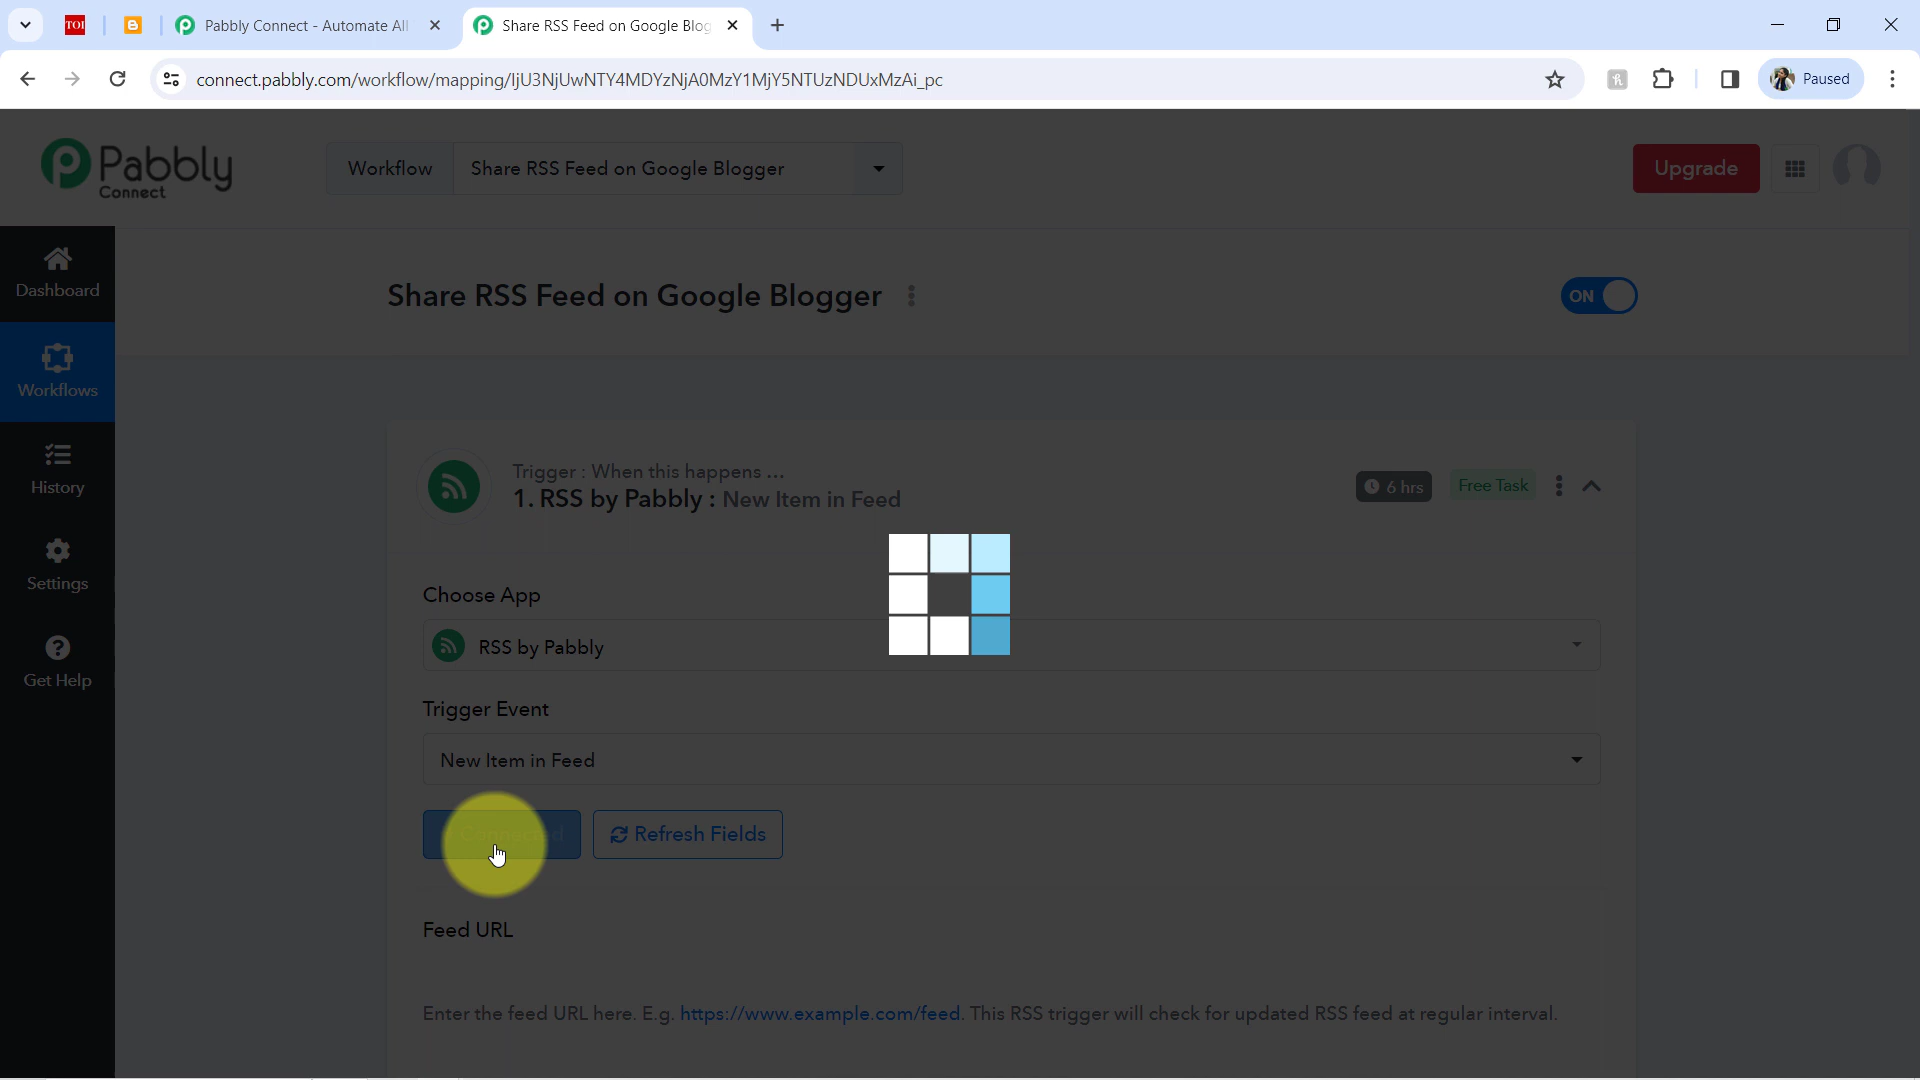 TOI
Pabbly Connect - Automate All
Share RSS Feed on Google Blog
connect.pabbly.com/workflow/mapping/IjU3NjUwNTY4MDYzNjA0MzY1MjY5NTUzNDUxMzAi_pc
Paused
Pabbly
Connect
Workflow
Share RSS Feed on Google Blogger
Upgrade
Dashboard
Share RSS Feed on Google Blogger
ON
Workflows
History
Trigger : When this happens ...
1. RSS by Pabbly : New Item in Feed
6 hrs
Free Task
Settings
Choose App
RSS by Pabbly
Get Help
Trigger Event
New Item in Feed
Refresh Fields
Feed URL
Enter the feed URL here. E.g. https://www.example.com/feed. This RSS trigger will check for updated RSS feed at regular interval.